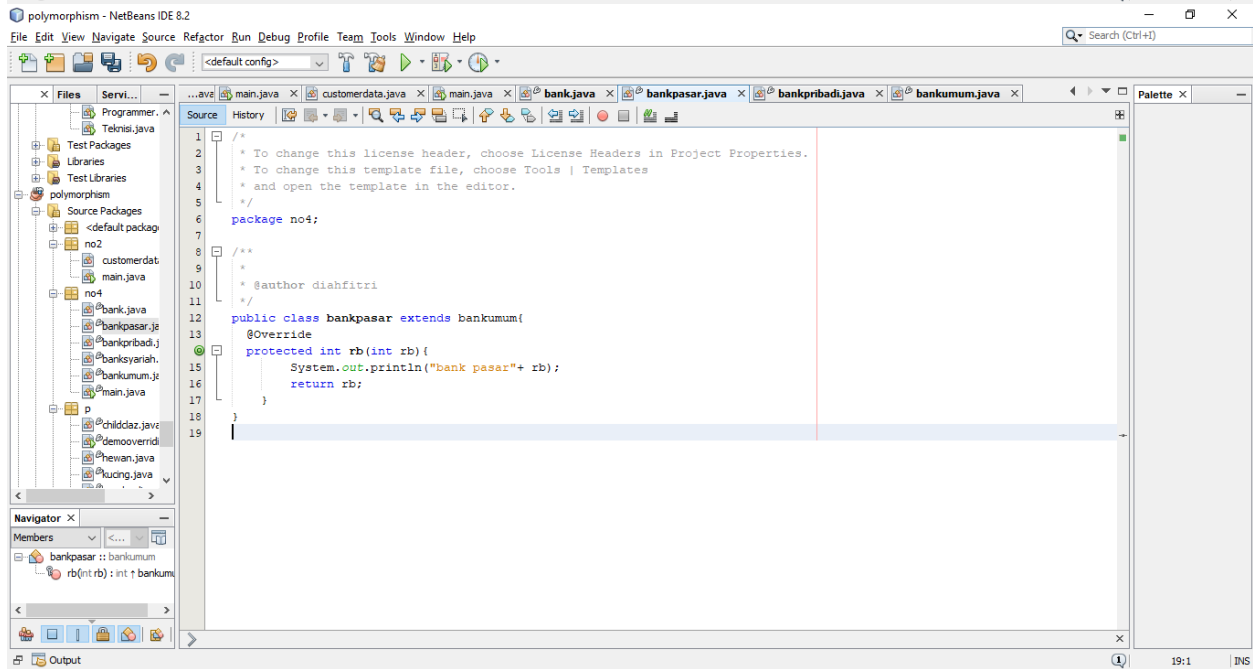 polymorphism - NetBeans IDE 8.2
File Edit View Navigate Source Refactor Run Debug Profile Team Tools Window Help
Search (Ctrl+I)
<default config>
Files Servi...
...ava main.java customerdata.java main.java bank.java bankpasar.java bankpribadi.java bankumum.java
Palette
Source History
Programmer.
Teknisi.java
Test Packages
Libraries
Test Libraries
polymorphism
Source Packages
<default packag
no2
customerdat
main.java
no4
bank.java
bankpasar.ja
bankpribadi.j
banksyariah.
bankumum.ja
main.java
p
childclaz.java
demooverridi
hewan.java
kucing.java
1 /*
2 * To change this license header, choose License Headers in Project Properties.
3 * To change this template file, choose Tools | Templates
4 * and open the template in the editor.
5 */
6 package no4;
7
8 /**
9 *
10 * @author diahfitri
11 */
12 public class bankpasar extends bankumum{
13 @Override
protected int rb(int rb){
15 System.out.println("bank pasar"+ rb);
16 return rb;
17 }
18 }
19
Navigator
Members <...
bankpasar :: bankumum
rb(int rb) : int ↑ bankumu
Output
1 19:1 INS